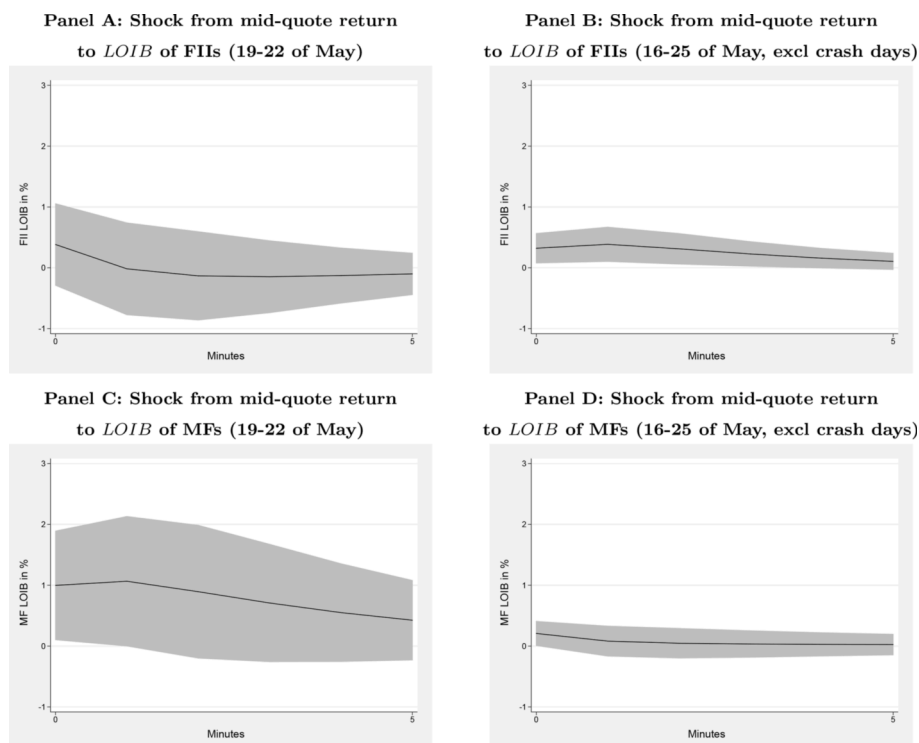 Panel A: Shock from mid-quote return
to LOIB of FIIs (19-22 of May)
3
2
1
0
-1
FII LOIB in %
0
5
Minutes
Panel B: Shock from mid-quote return
to LOIB of FIIs (16-25 of May, excl crash days)
3
2
1
0
-1
FII LOIB in %
0
5
Minutes
Panel C: Shock from mid-quote return
to LOIB of MFs (19-22 of May)
3
2
1
0
-1
MF LOIB in %
0
5
Minutes
Panel D: Shock from mid-quote return
to LOIB of MFs (16-25 of May, excl crash days)
3
2
1
0
-1
MF LOIB in %
0
5
Minutes